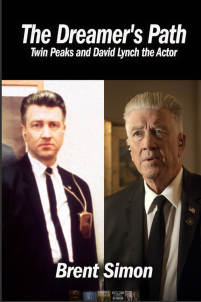 The Dreamer's Path
Twin Peaks and David Lynch the Actor
Brent Simon